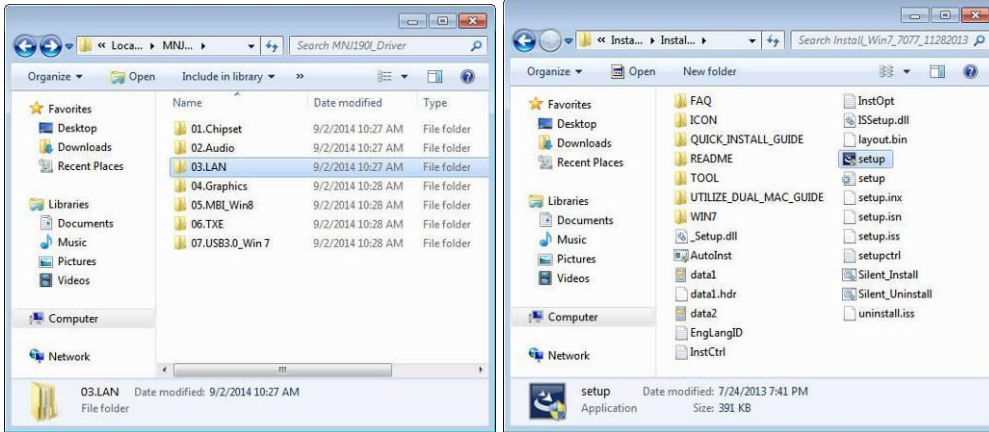 « Loca... ▸ MNJ... ▸
Search MNJ190I_Driver
Organize ▾ Open Include in library ▾ »
Name Date modified Type
Favorites
Desktop
Downloads
Recent Places
Libraries
Documents
Music
Pictures
Videos
Computer
Network
01.Chipset 9/2/2014 10:27 AM File folder
02.Audio 9/2/2014 10:27 AM File folder
03.LAN 9/2/2014 10:27 AM File folder
04.Graphics 9/2/2014 10:28 AM File folder
05.MBI_Win8 9/2/2014 10:28 AM File folder
06.TXE 9/2/2014 10:28 AM File folder
07.USB3.0_Win 7 9/2/2014 10:28 AM File folder
03.LAN Date modified: 9/2/2014 10:27 AM
File folder
« Insta... ▸ Instal... ▸
Search Install_Win7_7077_11282013
Organize ▾ Open New folder
Favorites
Desktop
Downloads
Recent Places
Libraries
Documents
Music
Pictures
Videos
Computer
Network
FAQ
ICON
QUICK_INSTALL_GUIDE
README
TOOL
UTILIZE_DUAL_MAC_GUIDE
WIN7
_Setup.dll
AutoInst
data1
data1.hdr
data2
EngLangID
InstCtrl
InstOpt
ISSetup.dll
layout.bin
setup
setup
setup.inx
setup.isn
setup.iss
setupctrl
Silent_Install
Silent_Uninstall
uninstall.iss
setup Date modified: 7/24/2013 7:41 PM
Application Size: 391 KB